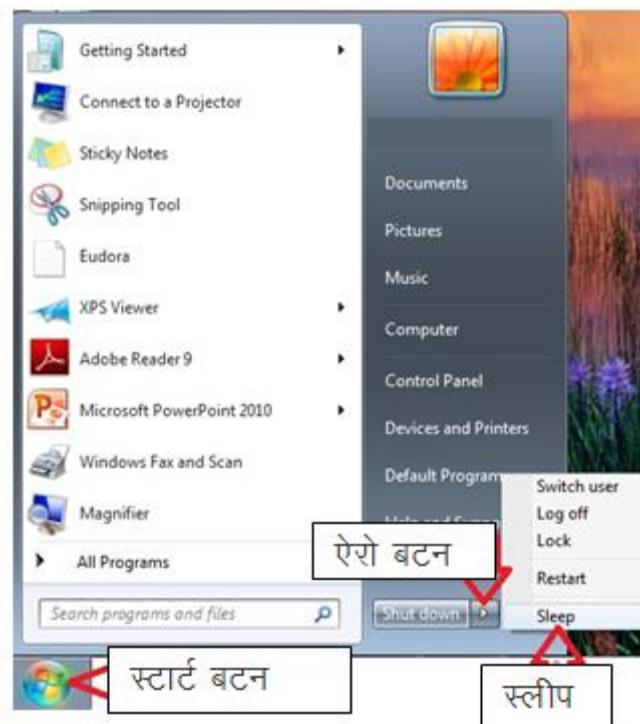 Getting Started
Connect to a Projector
Sticky Notes
Snipping Tool
Eudora
XPS Viewer
Adobe Reader 9
Microsoft PowerPoint 2010
Windows Fax and Scan
Magnifier
All Programs
Search programs and files
Documents
Pictures
Music
Computer
Control Panel
Devices and Printers
Default Program
Shut down
Switch user
Log off
Lock
Restart
Sleep
ऐरो बटन
स्टार्ट बटन
स्लीप